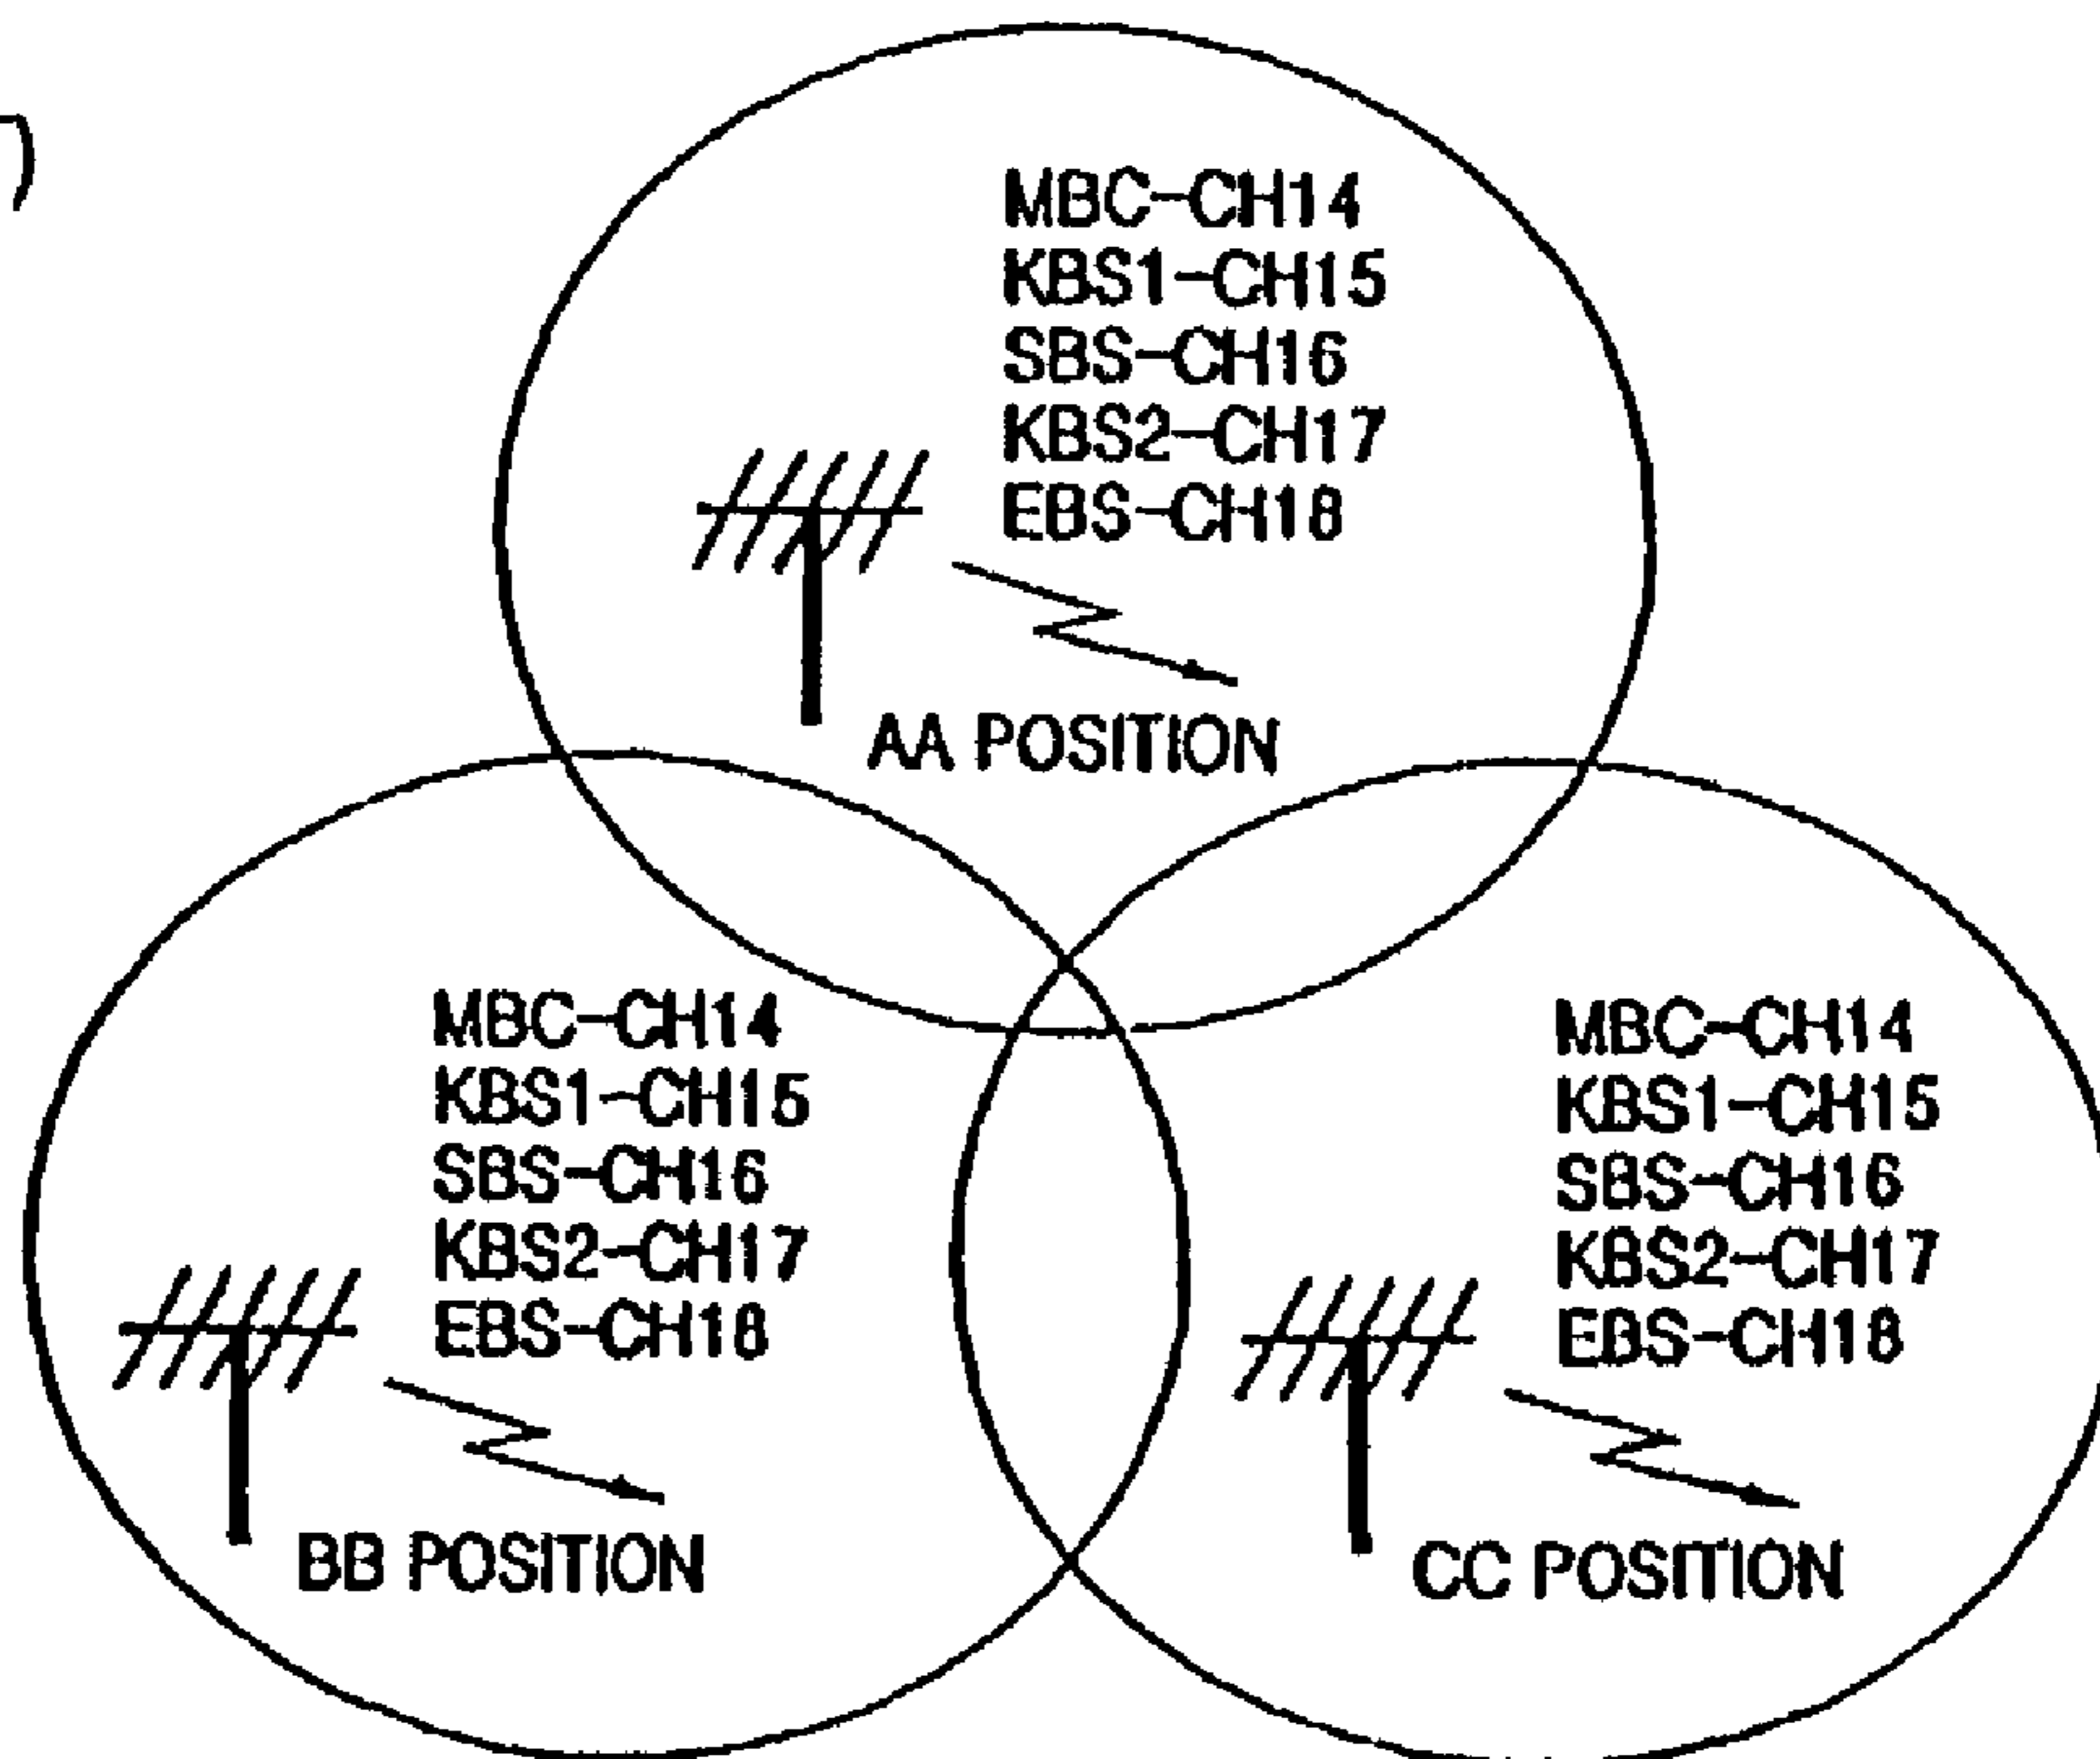 MBC-CH14
KBS1-CH15
SBS-CH16
KBS2-CH17
EBS-CH18
AA POSITION
MBC-CH14
KBS1-CH15
SBS-CH16
KBS2-CH17
EBS-CH18
BB POSITION
MBC-CH14
KBS1-CH15
SBS-CH16
KBS2-CH17
EBS-CH18
CC POSITION